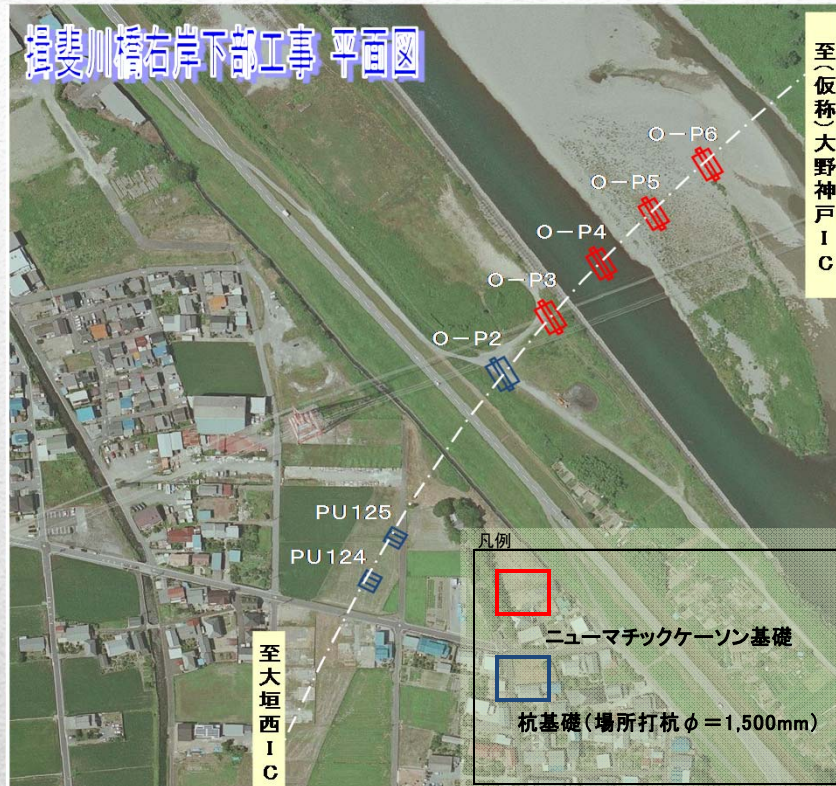 揖斐川橋右岸下部工事 平面図
至(仮称)大野神戸IC
O-P6
O-P5
O-P4
O-P3
O-P2
PU125
PU124
至大垣西IC
凡例
ニューマチックケーソン基礎
杭基礎(場所打杭φ=1,500mm)